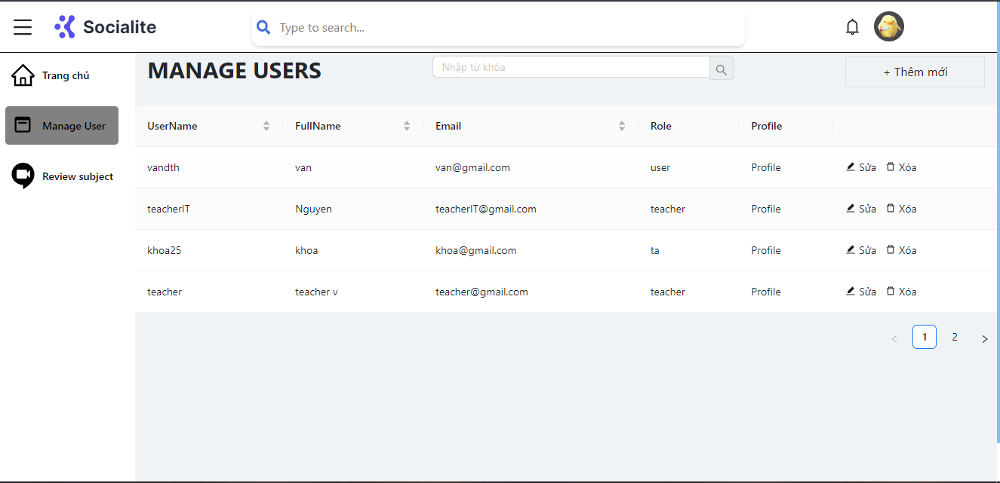 Socialite
Type to search...
Trang chủ
Manage User
Review subject
MANAGE USERS
Nhập từ khóa
+ Thêm mới
UserName FullName Email Role Profile
vandth van van@gmail.com user Profile Sửa Xóa
teacherIT Nguyen teacherIT@gmail.com teacher Profile Sửa Xóa
khoa25 khoa khoa@gmail.com ta Profile Sửa Xóa
teacher teacher v teacher@gmail.com teacher Profile Sửa Xóa
< 1 2 >